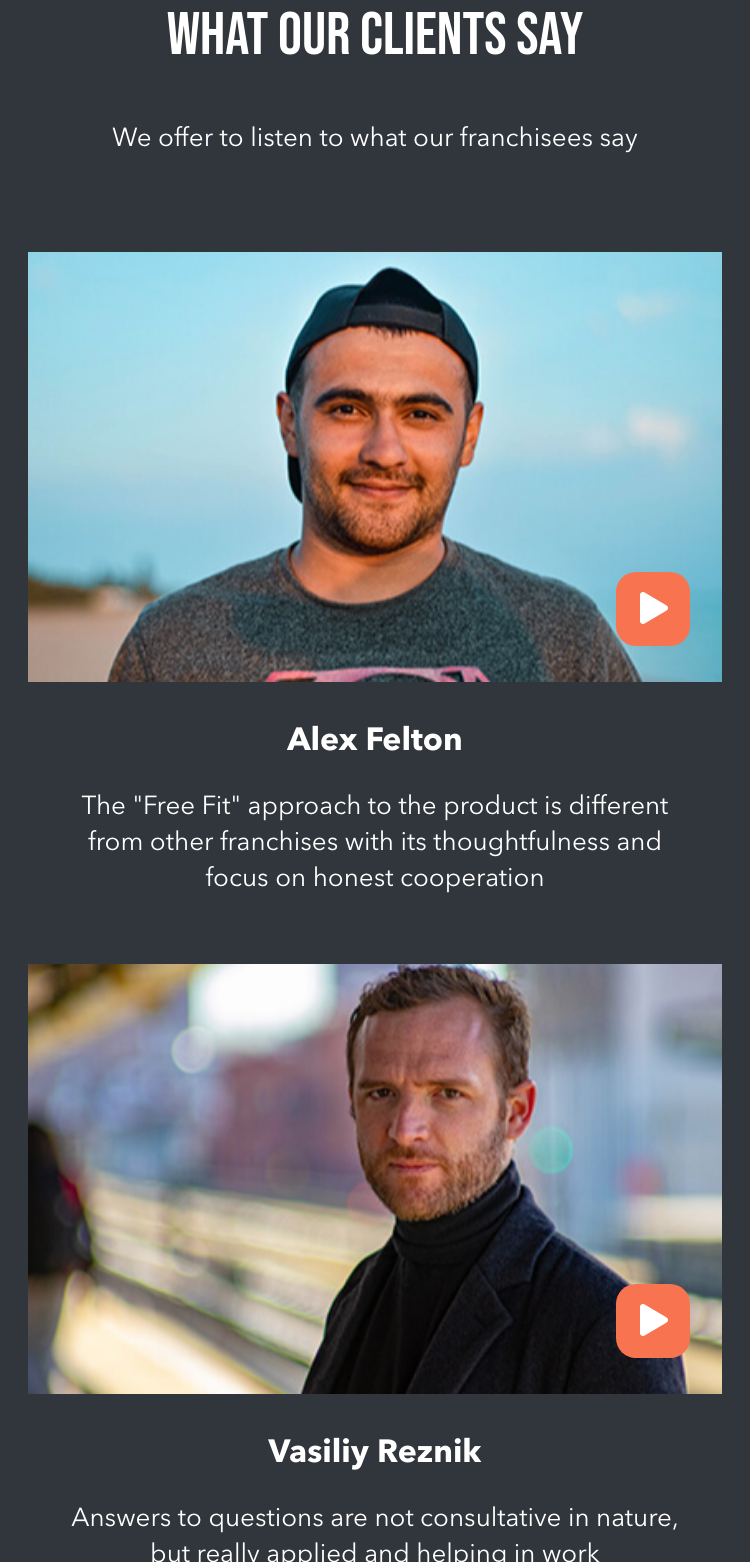 WHAT OUR CLIENTS SAY
We offer to listen to what our franchisees say
Alex Felton
The "Free Fit" approach to the product is different
from other franchises with its thoughtfulness and
focus on honest cooperation
Vasiliy Reznik
Answers to questions are not consultative in nature,
but really applied and helping in work